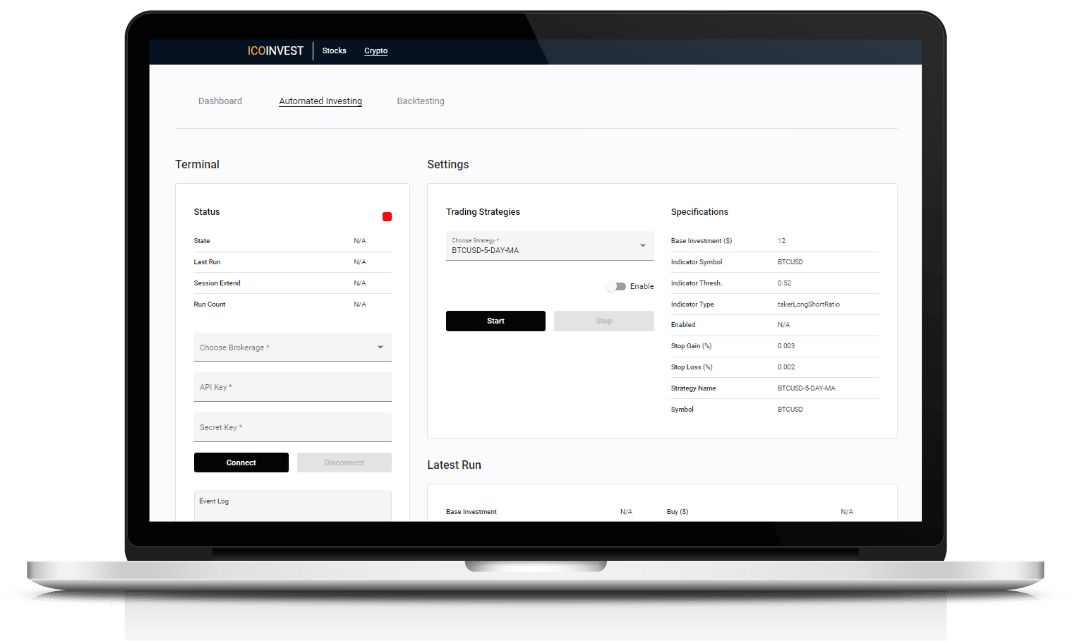 ICOINVEST Stocks Crypto
Dashboard Automated Investing Backtesting
Terminal
Status
State N/A
Last Run N/A
Session Extend N/A
Run Count N/A
Choose Brokerage *
API Key *
Secret Key *
Connect Disconnect
Event Log
Settings
Trading Strategies
Choose Strategy *
BTCUSD-5-DAY-MA
Enable
Start Stop
Specifications
Base Investment ($) 12
Indicator Symbol BTCUSD
Indicator Thresh. 0.52
Indicator Type takerLongShortRatio
Enabled N/A
Stop Gain (%) 0.003
Stop Loss (%) 0.002
Strategy Name BTCUSD-5-DAY-MA
Symbol BTCUSD
Latest Run
Base Investment N/A Buy ($) N/A